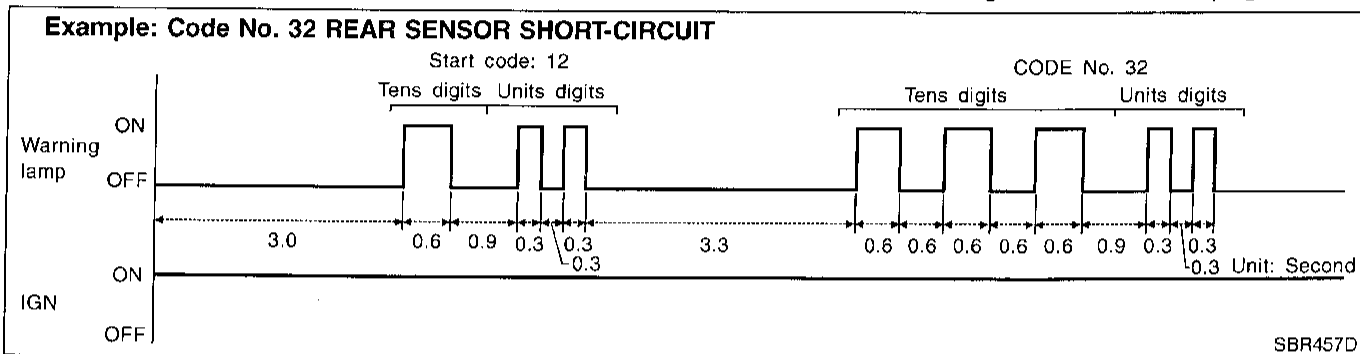 Example: Code No. 32 REAR SENSOR SHORT-CIRCUIT
Start code: 12
CODE No. 32
Tens digits Units digits
Tens digits Units digits
Warning lamp
ON
OFF
3.0 0.6 0.9 0.3 0.3 0.3 3.3 0.6 0.6 0.6 0.6 0.6 0.9 0.3 0.3 0.3 Unit: Second
IGN
ON
OFF
SBR457D